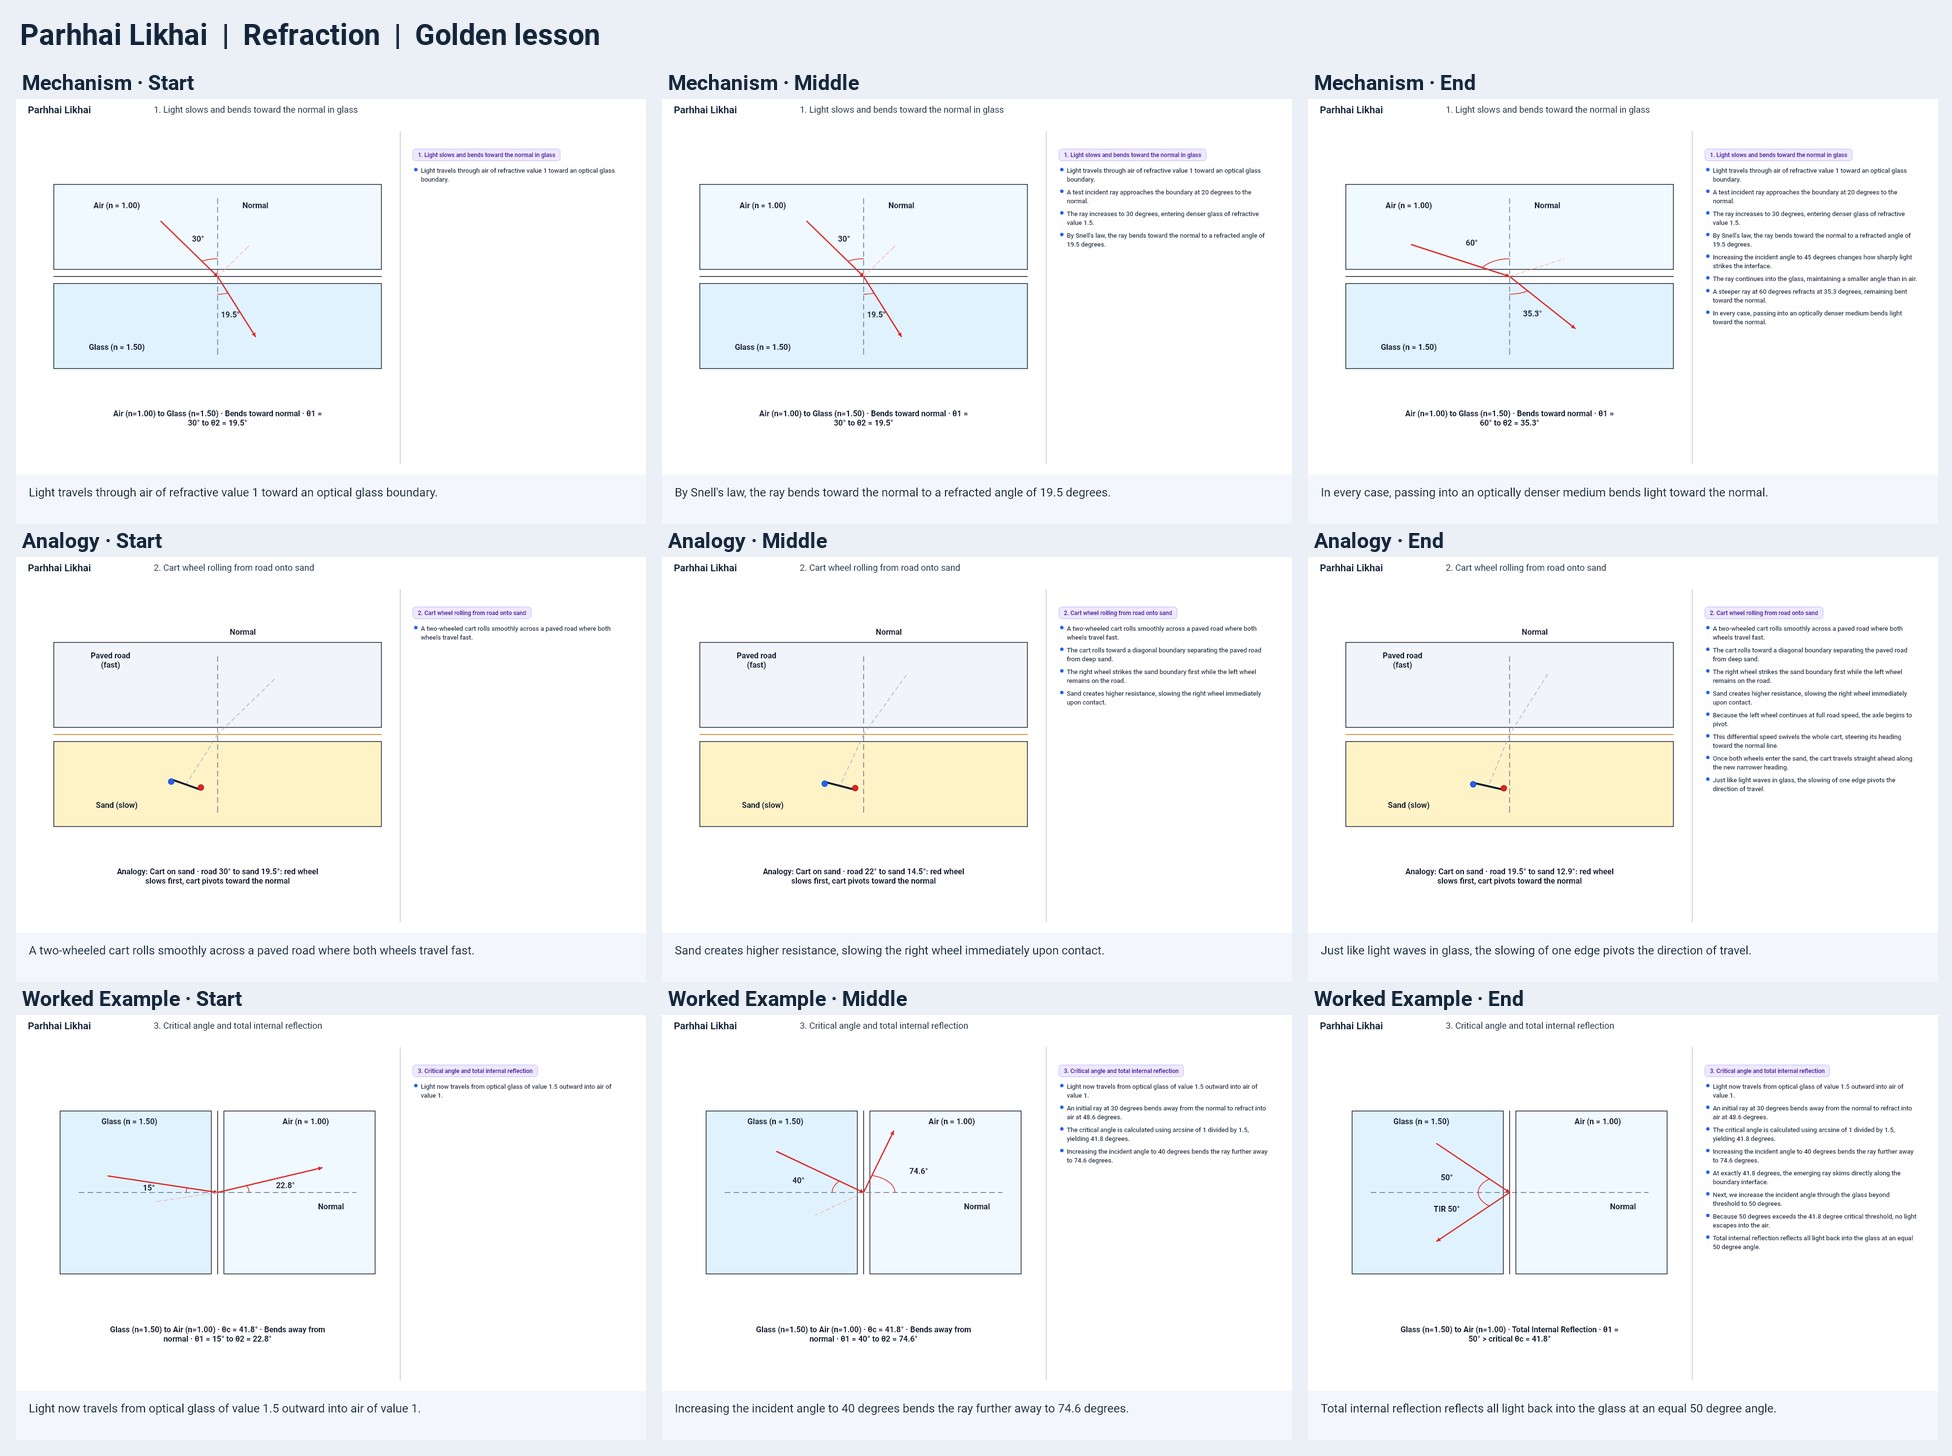 Parhhai Likhai | Refraction | Golden lesson
Mechanism · Start
Parhhai Likhai
1. Light slows and bends toward the normal in glass
Air (n = 1.00)
Normal
30°
19.5°
Glass (n = 1.50)
Air (n=1.00) to Glass (n=1.50) · Bends toward normal · θ1 =
30° to θ2 = 19.5°
1. Light slows and bends toward the normal in glass
Light travels through air of refractive value 1 toward an optical glass
boundary.
Light travels through air of refractive value 1 toward an optical glass boundary.
Mechanism · Middle
Parhhai Likhai
1. Light slows and bends toward the normal in glass
Air (n = 1.00)
Normal
30°
19.5°
Glass (n = 1.50)
Air (n=1.00) to Glass (n=1.50) · Bends toward normal · θ1 =
30° to θ2 = 19.5°
1. Light slows and bends toward the normal in glass
Light travels through air of refractive value 1 toward an optical glass
boundary.
A test incident ray approaches the boundary at 20 degrees to the
normal.
The ray increases to 30 degrees, entering denser glass of refractive
value 1.5.
By Snell's law, the ray bends toward the normal to a refracted angle of
19.5 degrees.
By Snell's law, the ray bends toward the normal to a refracted angle of 19.5 degrees.
Mechanism · End
Parhhai Likhai
1. Light slows and bends toward the normal in glass
Air (n = 1.00)
Normal
60°
35.3°
Glass (n = 1.50)
Air (n=1.00) to Glass (n=1.50) · Bends toward normal · θ1 =
60° to θ2 = 35.3°
1. Light slows and bends toward the normal in glass
Light travels through air of refractive value 1 toward an optical glass
boundary.
A test incident ray approaches the boundary at 20 degrees to the
normal.
The ray increases to 30 degrees, entering denser glass of refractive
value 1.5.
By Snell's law, the ray bends toward the normal to a refracted angle of
19.5 degrees.
Increasing the incident angle to 45 degrees changes how sharply light
strikes the interface.
The ray continues into the glass, maintaining a smaller angle than in air.
A steeper ray at 60 degrees refracts at 35.3 degrees, remaining bent
toward the normal.
In every case, passing into an optically denser medium bends light
toward the normal.
In every case, passing into an optically denser medium bends light toward the normal.
Analogy · Start
Parhhai Likhai
2. Cart wheel rolling from road onto sand
Normal
Paved road
(fast)
Sand (slow)
Analogy: Cart on sand · road 30° to sand 19.5°: red wheel
slows first, cart pivots toward the normal
2. Cart wheel rolling from road onto sand
A two-wheeled cart rolls smoothly across a paved road where both
wheels travel fast.
A two-wheeled cart rolls smoothly across a paved road where both wheels travel fast.
Analogy · Middle
Parhhai Likhai
2. Cart wheel rolling from road onto sand
Normal
Paved road
(fast)
Sand (slow)
Analogy: Cart on sand · road 22° to sand 14.5°: red wheel
slows first, cart pivots toward the normal
2. Cart wheel rolling from road onto sand
A two-wheeled cart rolls smoothly across a paved road where both
wheels travel fast.
The cart rolls toward a diagonal boundary separating the paved road
from deep sand.
The right wheel strikes the sand boundary first while the left wheel
remains on the road.
Sand creates higher resistance, slowing the right wheel immediately
upon contact.
Sand creates higher resistance, slowing the right wheel immediately upon contact.
Analogy · End
Parhhai Likhai
2. Cart wheel rolling from road onto sand
Normal
Paved road
(fast)
Sand (slow)
Analogy: Cart on sand · road 19.5° to sand 12.9°: red wheel
slows first, cart pivots toward the normal
2. Cart wheel rolling from road onto sand
A two-wheeled cart rolls smoothly across a paved road where both
wheels travel fast.
The cart rolls toward a diagonal boundary separating the paved road
from deep sand.
The right wheel strikes the sand boundary first while the left wheel
remains on the road.
Sand creates higher resistance, slowing the right wheel immediately
upon contact.
Because the left wheel continues at full road speed, the axle begins to
pivot.
This differential speed swivels the whole cart, steering its heading
toward the normal line.
Once both wheels enter the sand, the cart travels straight ahead along
the new narrower heading.
Just like light waves in glass, the slowing of one edge pivots the
direction of travel.
Just like light waves in glass, the slowing of one edge pivots the direction of travel.
Worked Example · Start
Parhhai Likhai
3. Critical angle and total internal reflection
Glass (n = 1.50)
Air (n = 1.00)
15°
22.8°
Normal
Glass (n=1.50) to Air (n=1.00) · θc = 41.8° · Bends away from
normal · θ1 = 15° to θ2 = 22.8°
3. Critical angle and total internal reflection
Light now travels from optical glass of value 1.5 outward into air of
value 1.
Light now travels from optical glass of value 1.5 outward into air of value 1.
Worked Example · Middle
Parhhai Likhai
3. Critical angle and total internal reflection
Glass (n = 1.50)
Air (n = 1.00)
40°
74.6°
Normal
Glass (n=1.50) to Air (n=1.00) · θc = 41.8° · Bends away from
normal · θ1 = 40° to θ2 = 74.6°
3. Critical angle and total internal reflection
Light now travels from optical glass of value 1.5 outward into air of
value 1.
An initial ray at 30 degrees bends away from the normal to refract into
air at 48.6 degrees.
The critical angle is calculated using arcsine of 1 divided by 1.5,
yielding 41.8 degrees.
Increasing the incident angle to 40 degrees bends the ray further away
to 74.6 degrees.
Increasing the incident angle to 40 degrees bends the ray further away to 74.6 degrees.
Worked Example · End
Parhhai Likhai
3. Critical angle and total internal reflection
Glass (n = 1.50)
Air (n = 1.00)
50°
TIR 50°
Normal
Glass (n=1.50) to Air (n=1.00) · Total Internal Reflection · θ1 =
50° > critical θc = 41.8°
3. Critical angle and total internal reflection
Light now travels from optical glass of value 1.5 outward into air of
value 1.
An initial ray at 30 degrees bends away from the normal to refract into
air at 48.6 degrees.
The critical angle is calculated using arcsine of 1 divided by 1.5,
yielding 41.8 degrees.
Increasing the incident angle to 40 degrees bends the ray further away
to 74.6 degrees.
At exactly 41.8 degrees, the emerging ray skims directly along the
boundary interface.
Next, we increase the incident angle through the glass beyond
threshold to 50 degrees.
Because 50 degrees exceeds the 41.8 degree critical threshold, no light
escapes into the air.
Total internal reflection reflects all light back into the glass at an equal
50 degree angle.
Total internal reflection reflects all light back into the glass at an equal 50 degree angle.